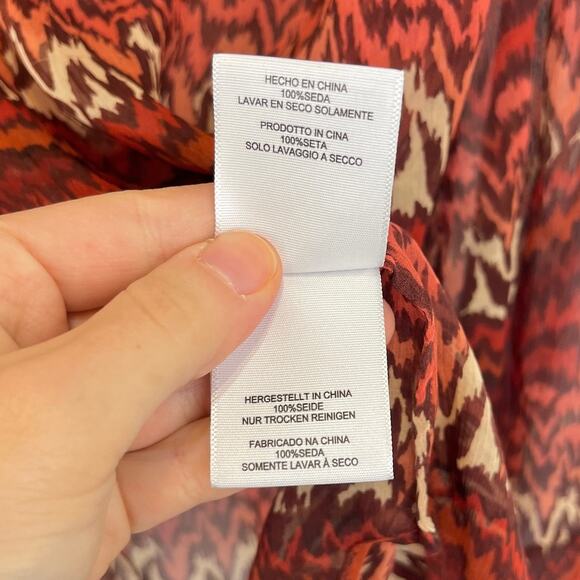 HECHO EN CHINA
100%SEDA
LAVAR EN SECO SOLAMENTE
PRODOTTO IN CINA
100%SETA
SOLO LAVAGGIO A SECCO
HERGESTELLT IN CHINA
100%SEIDE
NUR TROCKEN REINIGEN
FABRICADO NA CHINA
100%SEDA
SOMENTE LAVAR À SECO